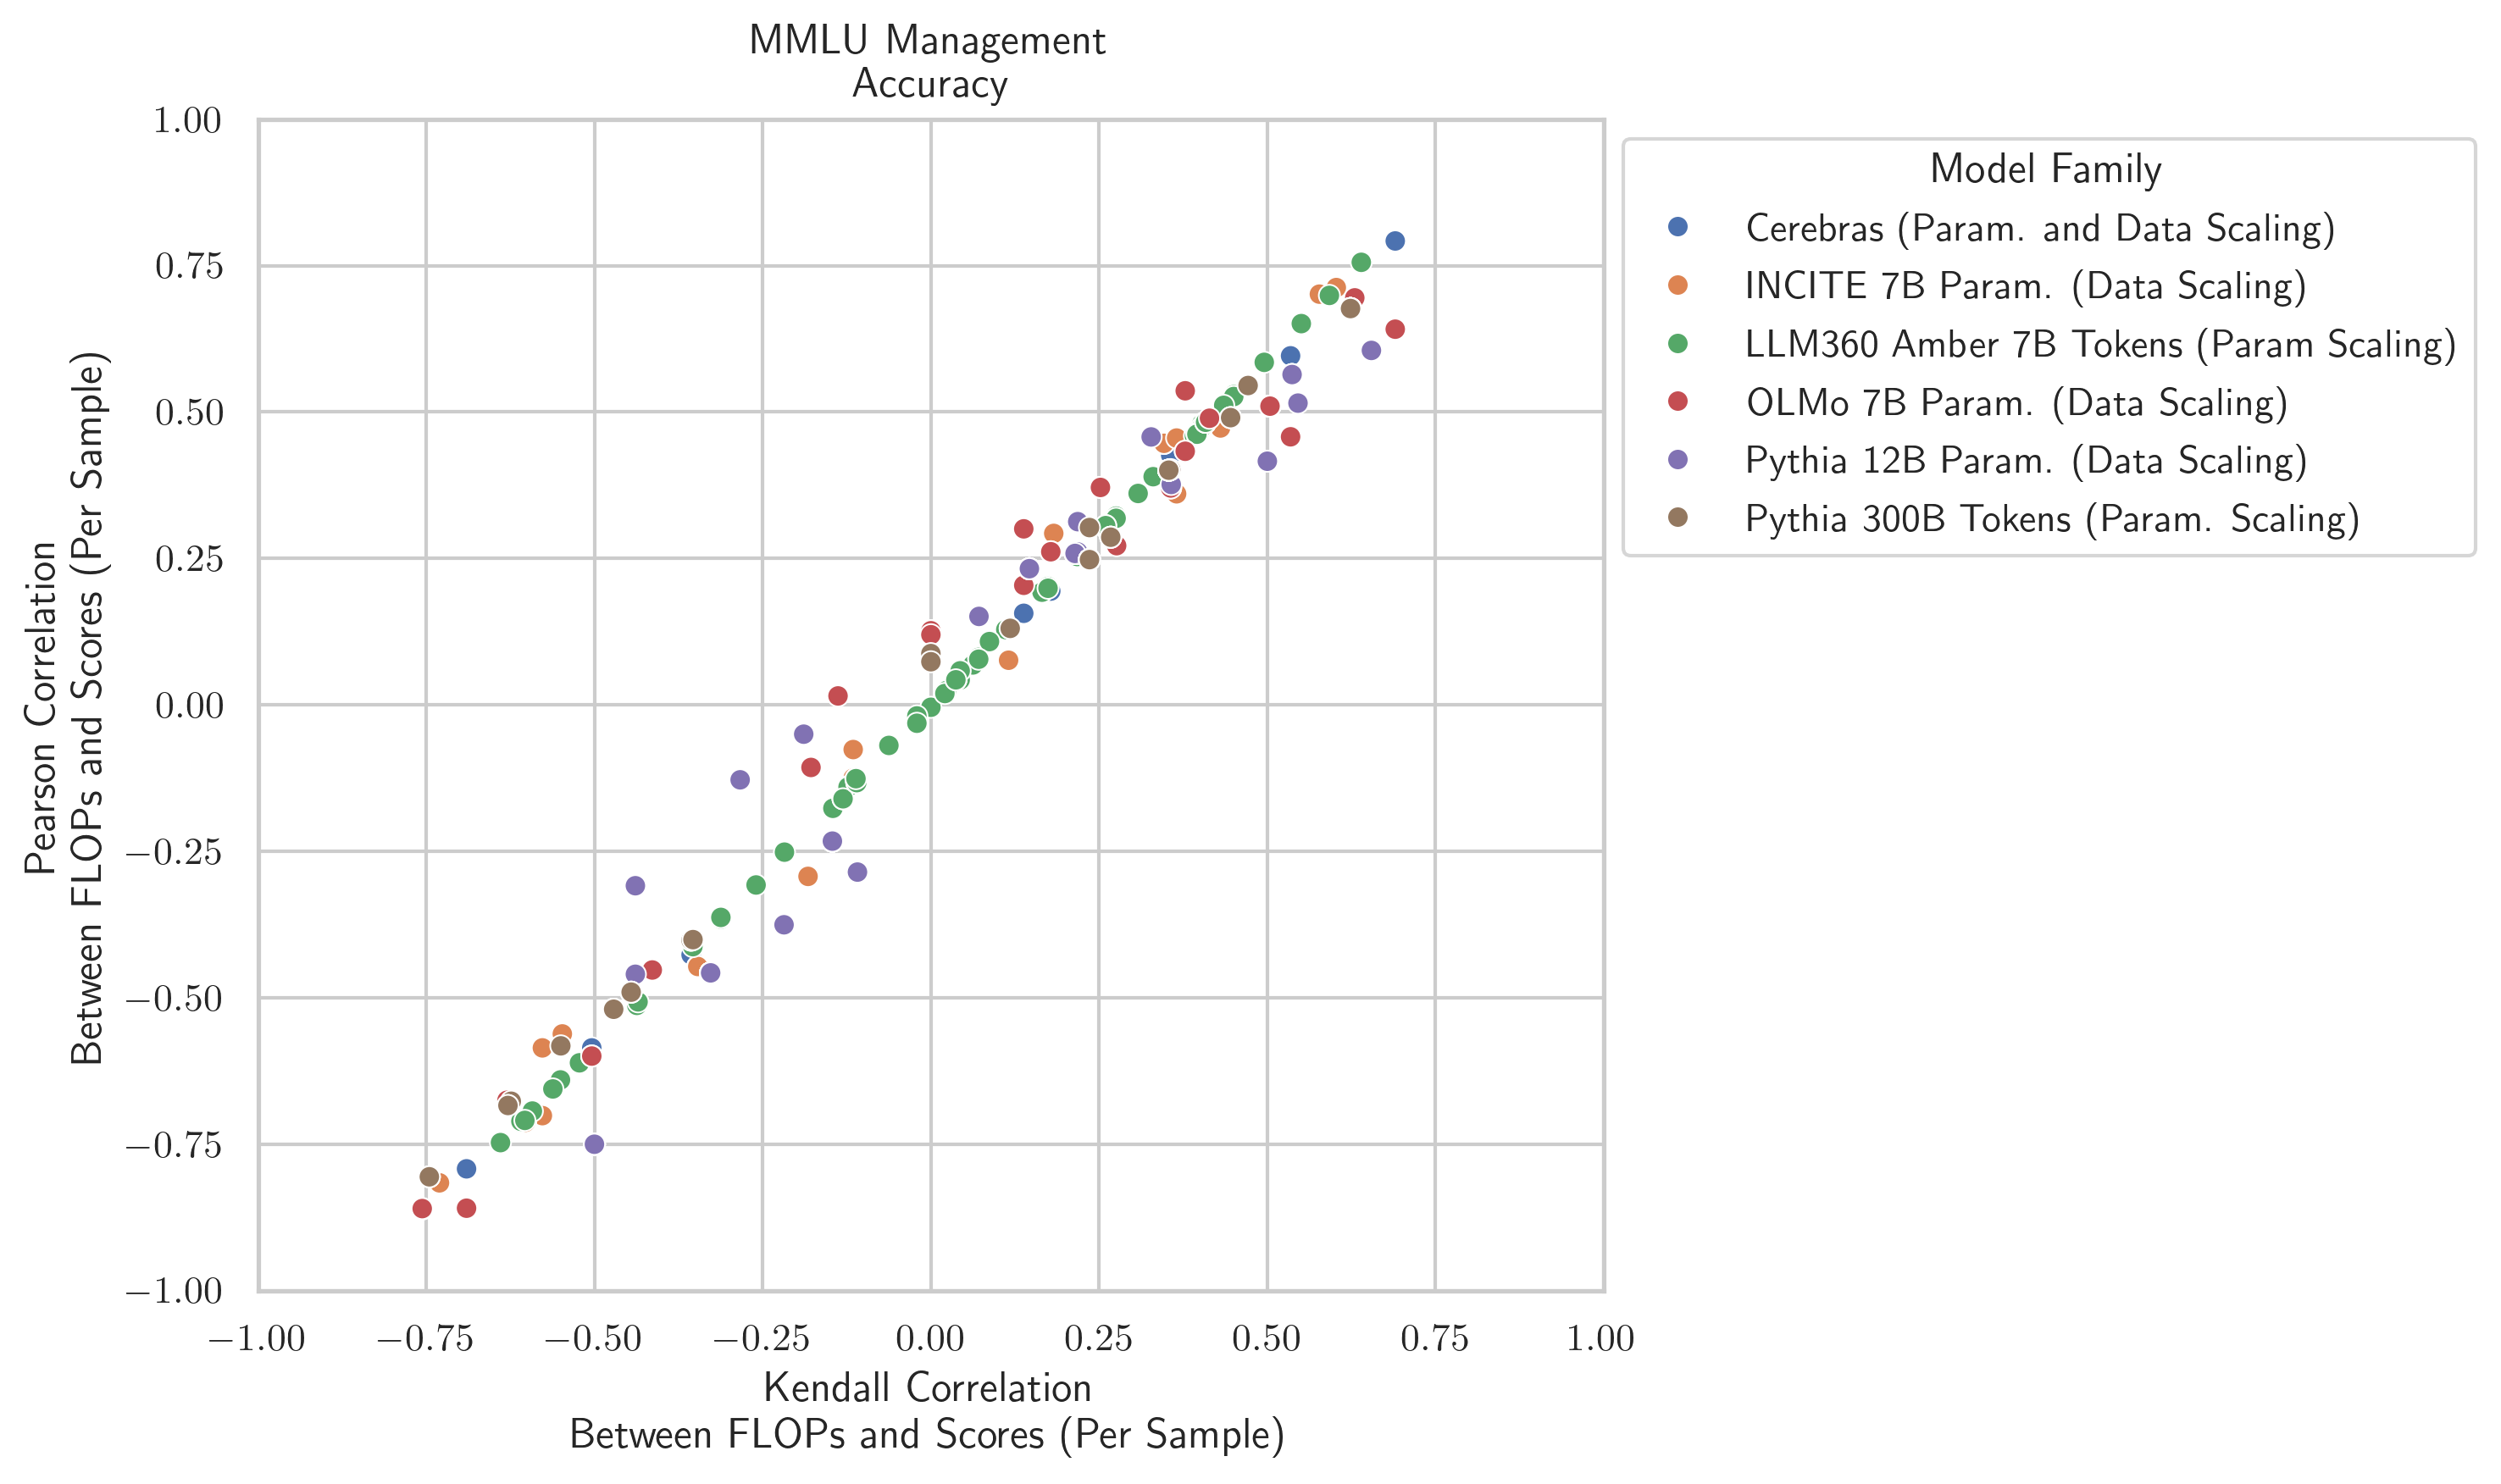 MMLU Management
Accuracy
1.00
0.75
0.50
0.25
0.00
−0.25
−0.50
−0.75
−1.00
Pearson Correlation
Between FLOPs and Scores (Per Sample)
−1.00 −0.75 −0.50 −0.25 0.00 0.25 0.50 0.75 1.00
Kendall Correlation
Between FLOPs and Scores (Per Sample)
Model Family
Cerebras (Param. and Data Scaling)
INCITE 7B Param. (Data Scaling)
LLM360 Amber 7B Tokens (Param Scaling)
OLMo 7B Param. (Data Scaling)
Pythia 12B Param. (Data Scaling)
Pythia 300B Tokens (Param. Scaling)